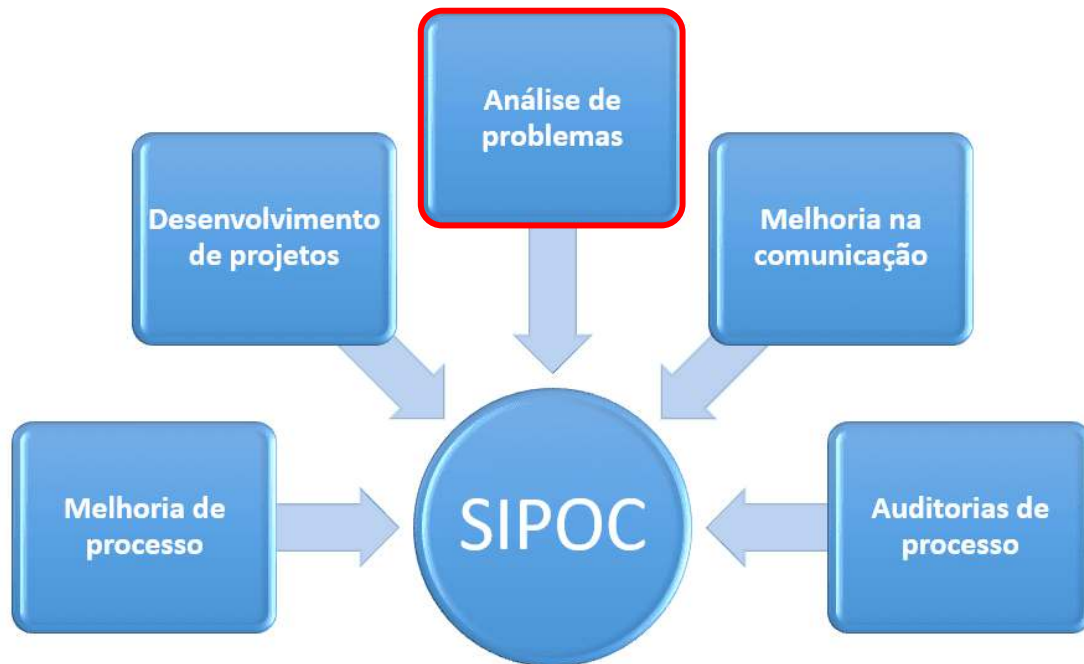 Análise de
problemas
Desenvolvimento
de projetos
Melhoria na
comunicação
Melhoria de
processo
SIPOC
Auditorias de
processo